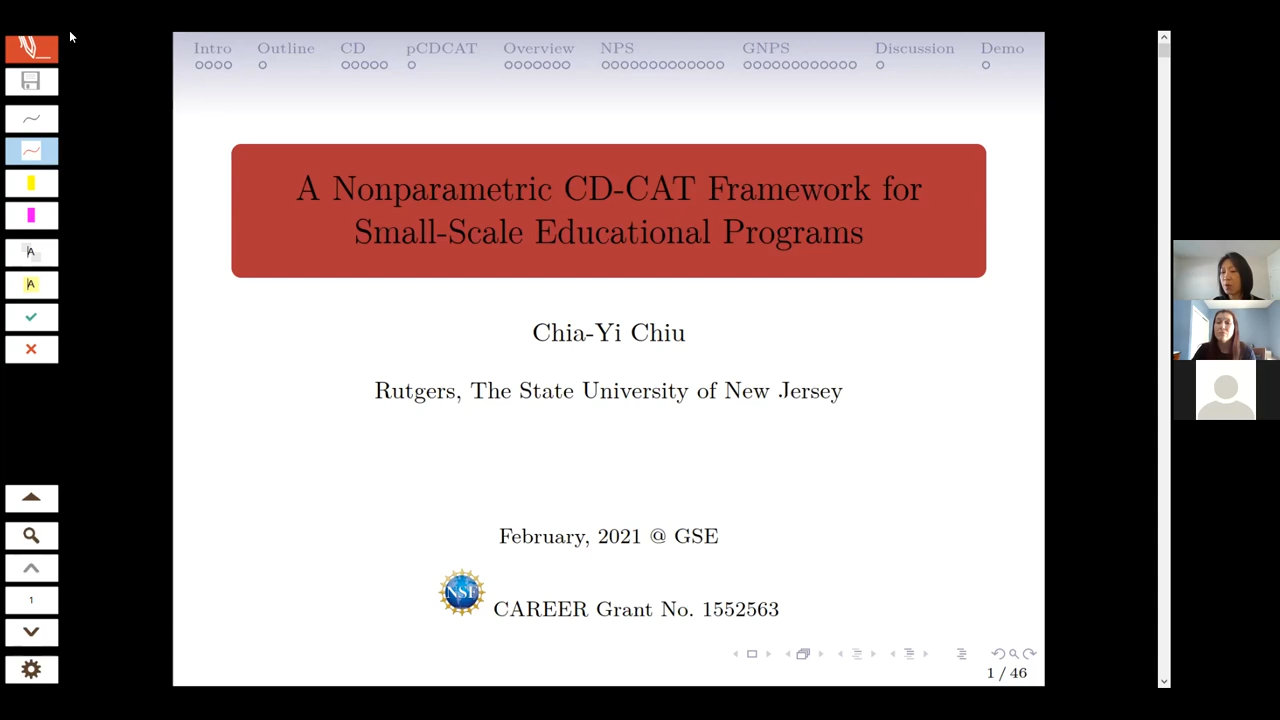 Intro Outline CD pCDCAT Overview NPS GNPS Discussion Demo
A Nonparametric CD-CAT Framework for
Small-Scale Educational Programs
Chia-Yi Chiu
Rutgers, The State University of New Jersey
February, 2021 @ GSE
NSF
CAREER Grant No. 1552563
1 / 46
A
A
1